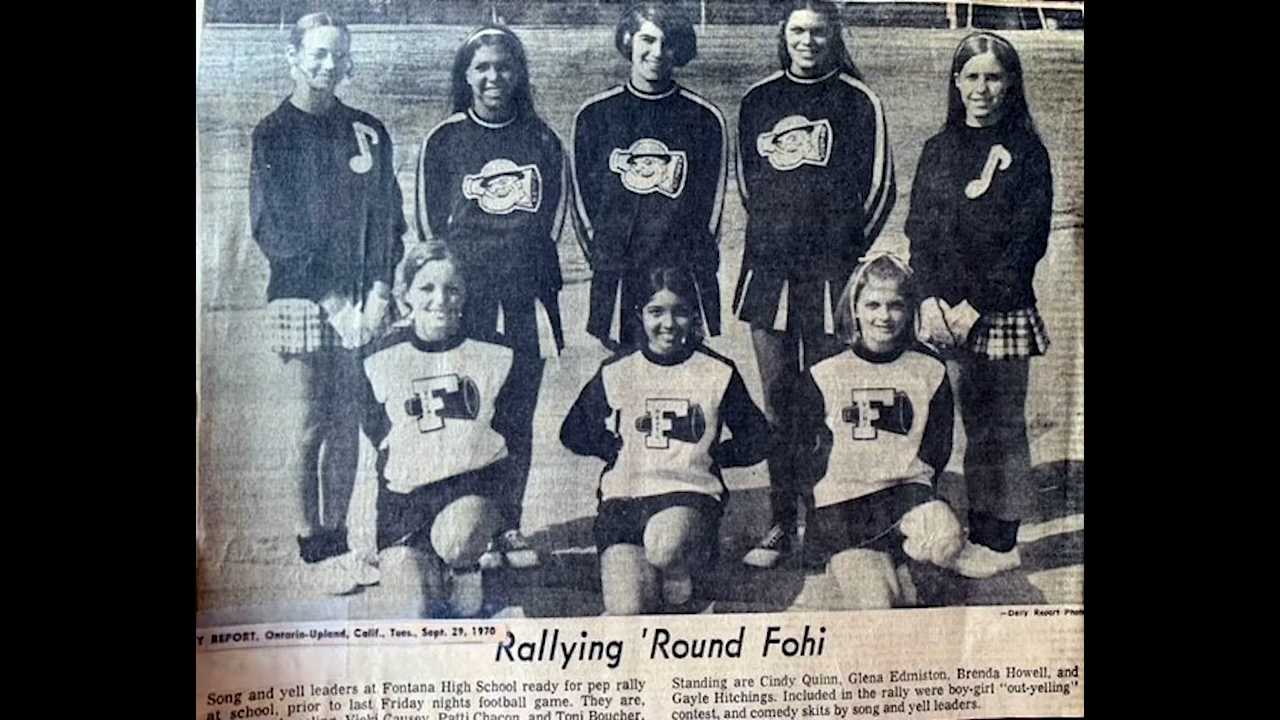 F
F
F
—Daily Report Photo
Y REPORT, Ontario-Upland, Calif., Tues., Sept. 29, 1970
Rallying 'Round Fohi
Song and yell leaders at Fontana High School ready for pep rally
at school, prior to last Friday nights football game. They are,
Vicki Causey, Patti Chacon, and Toni Boucher.
Standing are Cindy Quinn, Glena Edmiston, Brenda Howell, and
Gayle Hitchings. Included in the rally were boy-girl "out-yelling"
contest, and comedy skits by song and yell leaders.